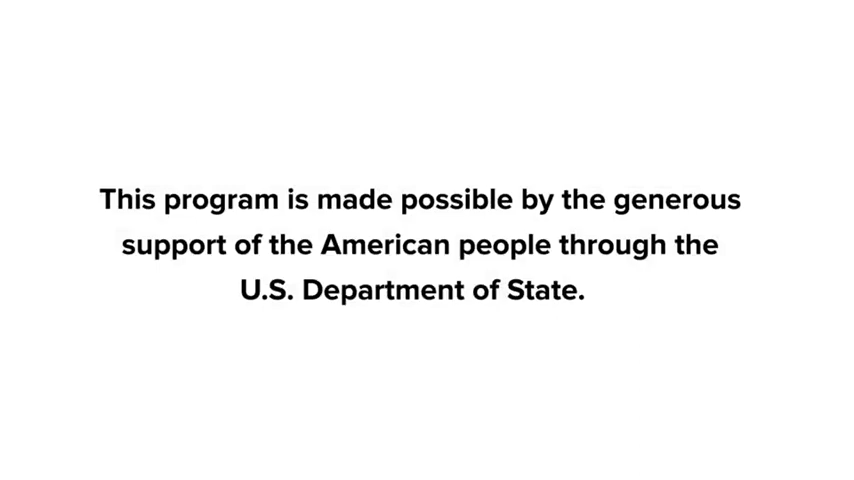 This program is made possible by the generous
support of the American people through the
U.S. Department of State.